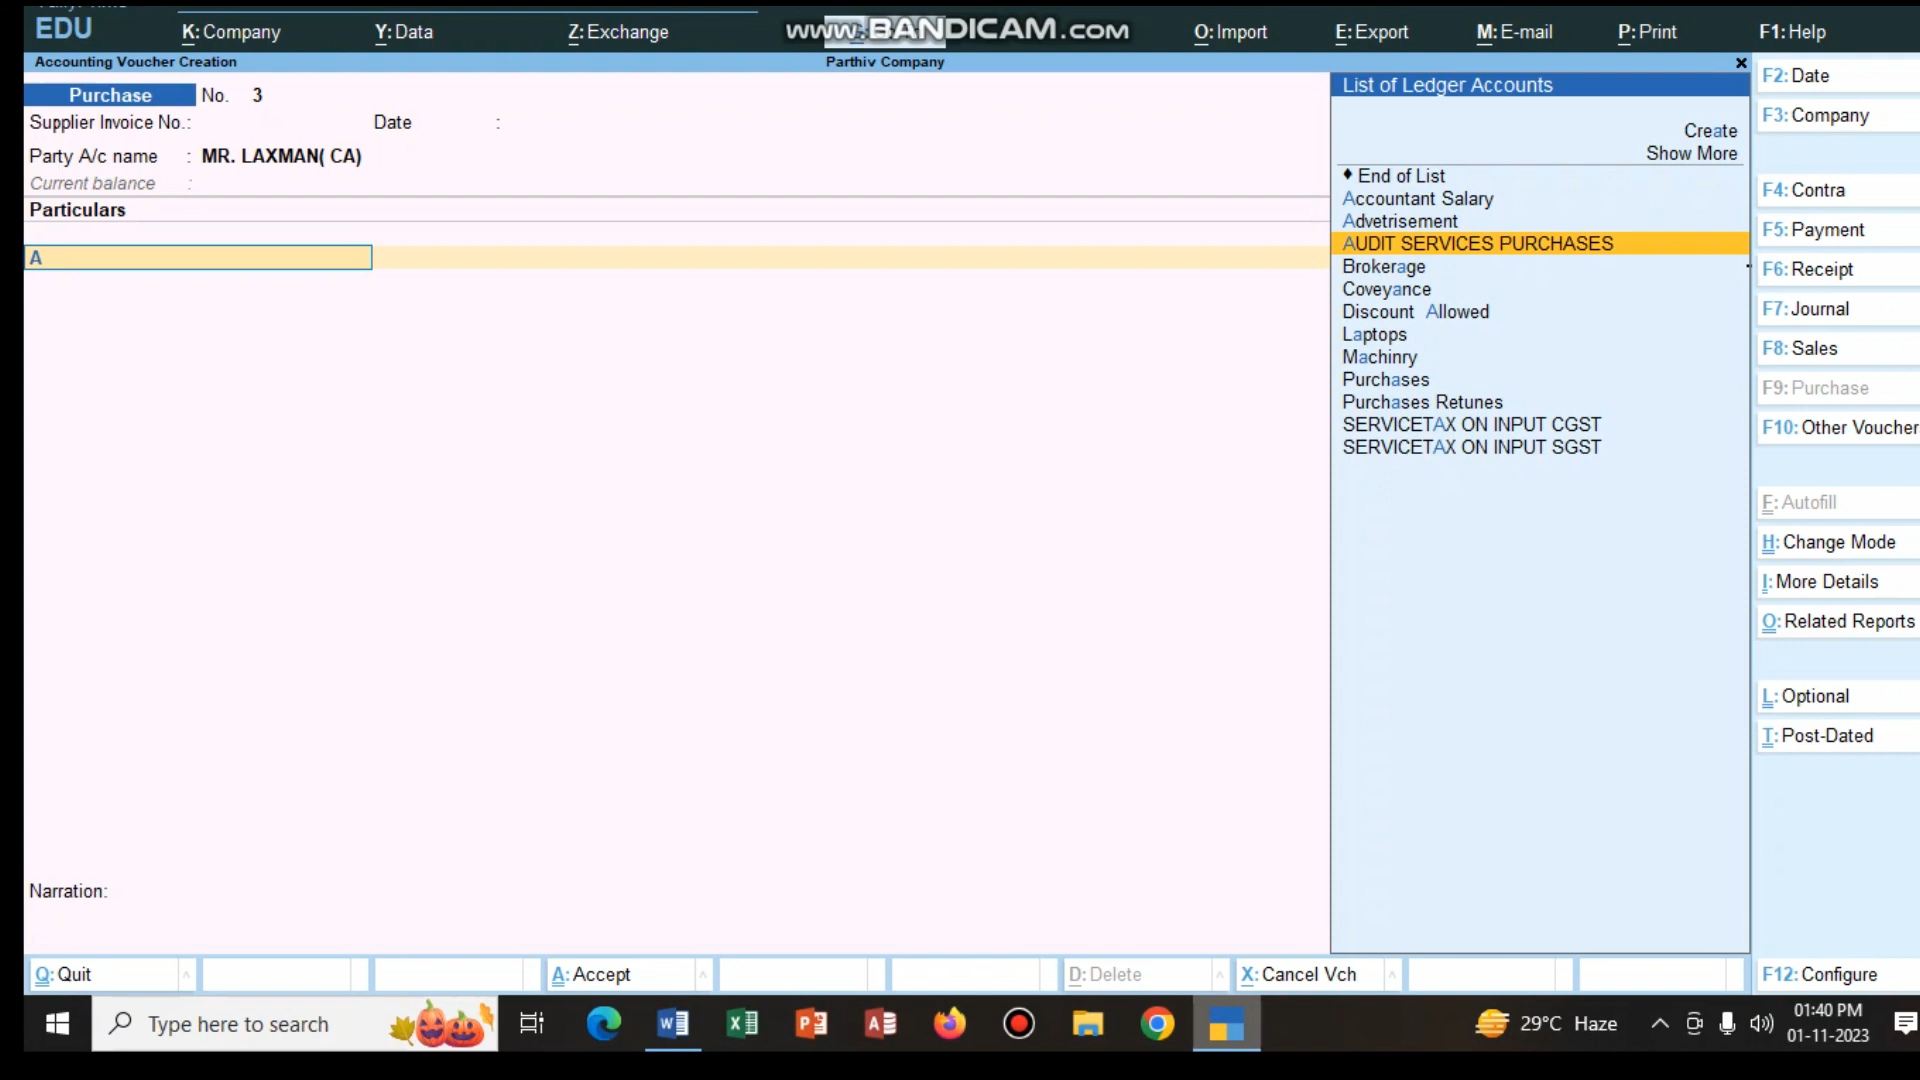 EDU
K: Company
Y: Data
Z: Exchange
www.BANDICAM.com
O: Import
E: Export
M: E-mail
P: Print
F1: Help
Accounting Voucher Creation
Parthiv Company
Purchase No. 3
Supplier Invoice No.:
Date :
Party A/c name : MR. LAXMAN( CA)
Current balance :
Particulars
A
Narration:
List of Ledger Accounts
Create
Show More
♦ End of List
Accountant Salary
Advetrisement
AUDIT SERVICES PURCHASES
Brokerage
Coveyance
Discount Allowed
Laptops
Machinry
Purchases
Purchases Retunes
SERVICETAX ON INPUT CGST
SERVICETAX ON INPUT SGST
F2: Date
F3: Company
F4: Contra
F5: Payment
F6: Receipt
F7: Journal
F8: Sales
F9: Purchase
F10: Other Voucher
F: Autofill
H: Change Mode
I: More Details
O: Related Reports
L: Optional
T: Post-Dated
Q: Quit
A: Accept
D: Delete
X: Cancel Vch
F12: Configure
Type here to search
29°C Haze
01:40 PM
01-11-2023